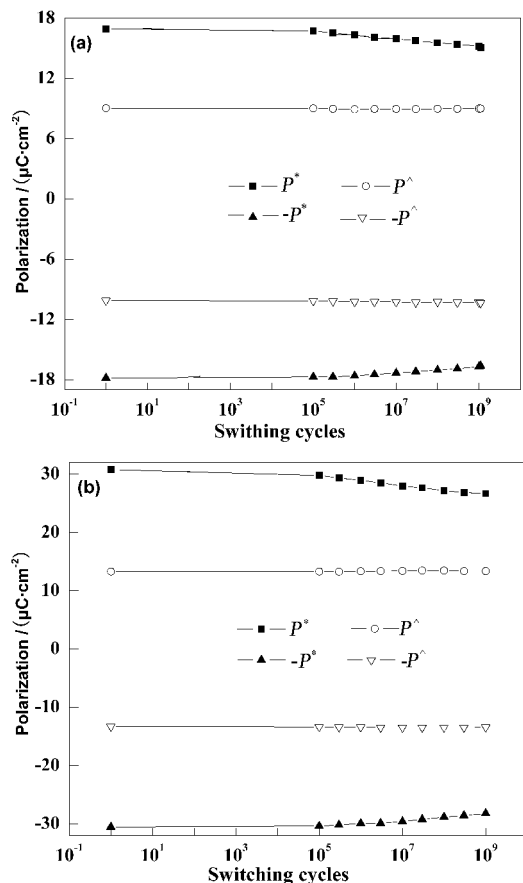 (a)
18
12
6
0
-6
-12
-18
Polarization / (μC·cm⁻²)
P* P^
-P* -P^
10⁻¹ 10¹ 10³ 10⁵ 10⁷ 10⁹
Swithing cycles
(b)
30
20
10
0
-10
-20
-30
Polarization / (μC·cm⁻²)
P* P^
-P* -P^
10⁻¹ 10¹ 10³ 10⁵ 10⁷ 10⁹
Switching cycles